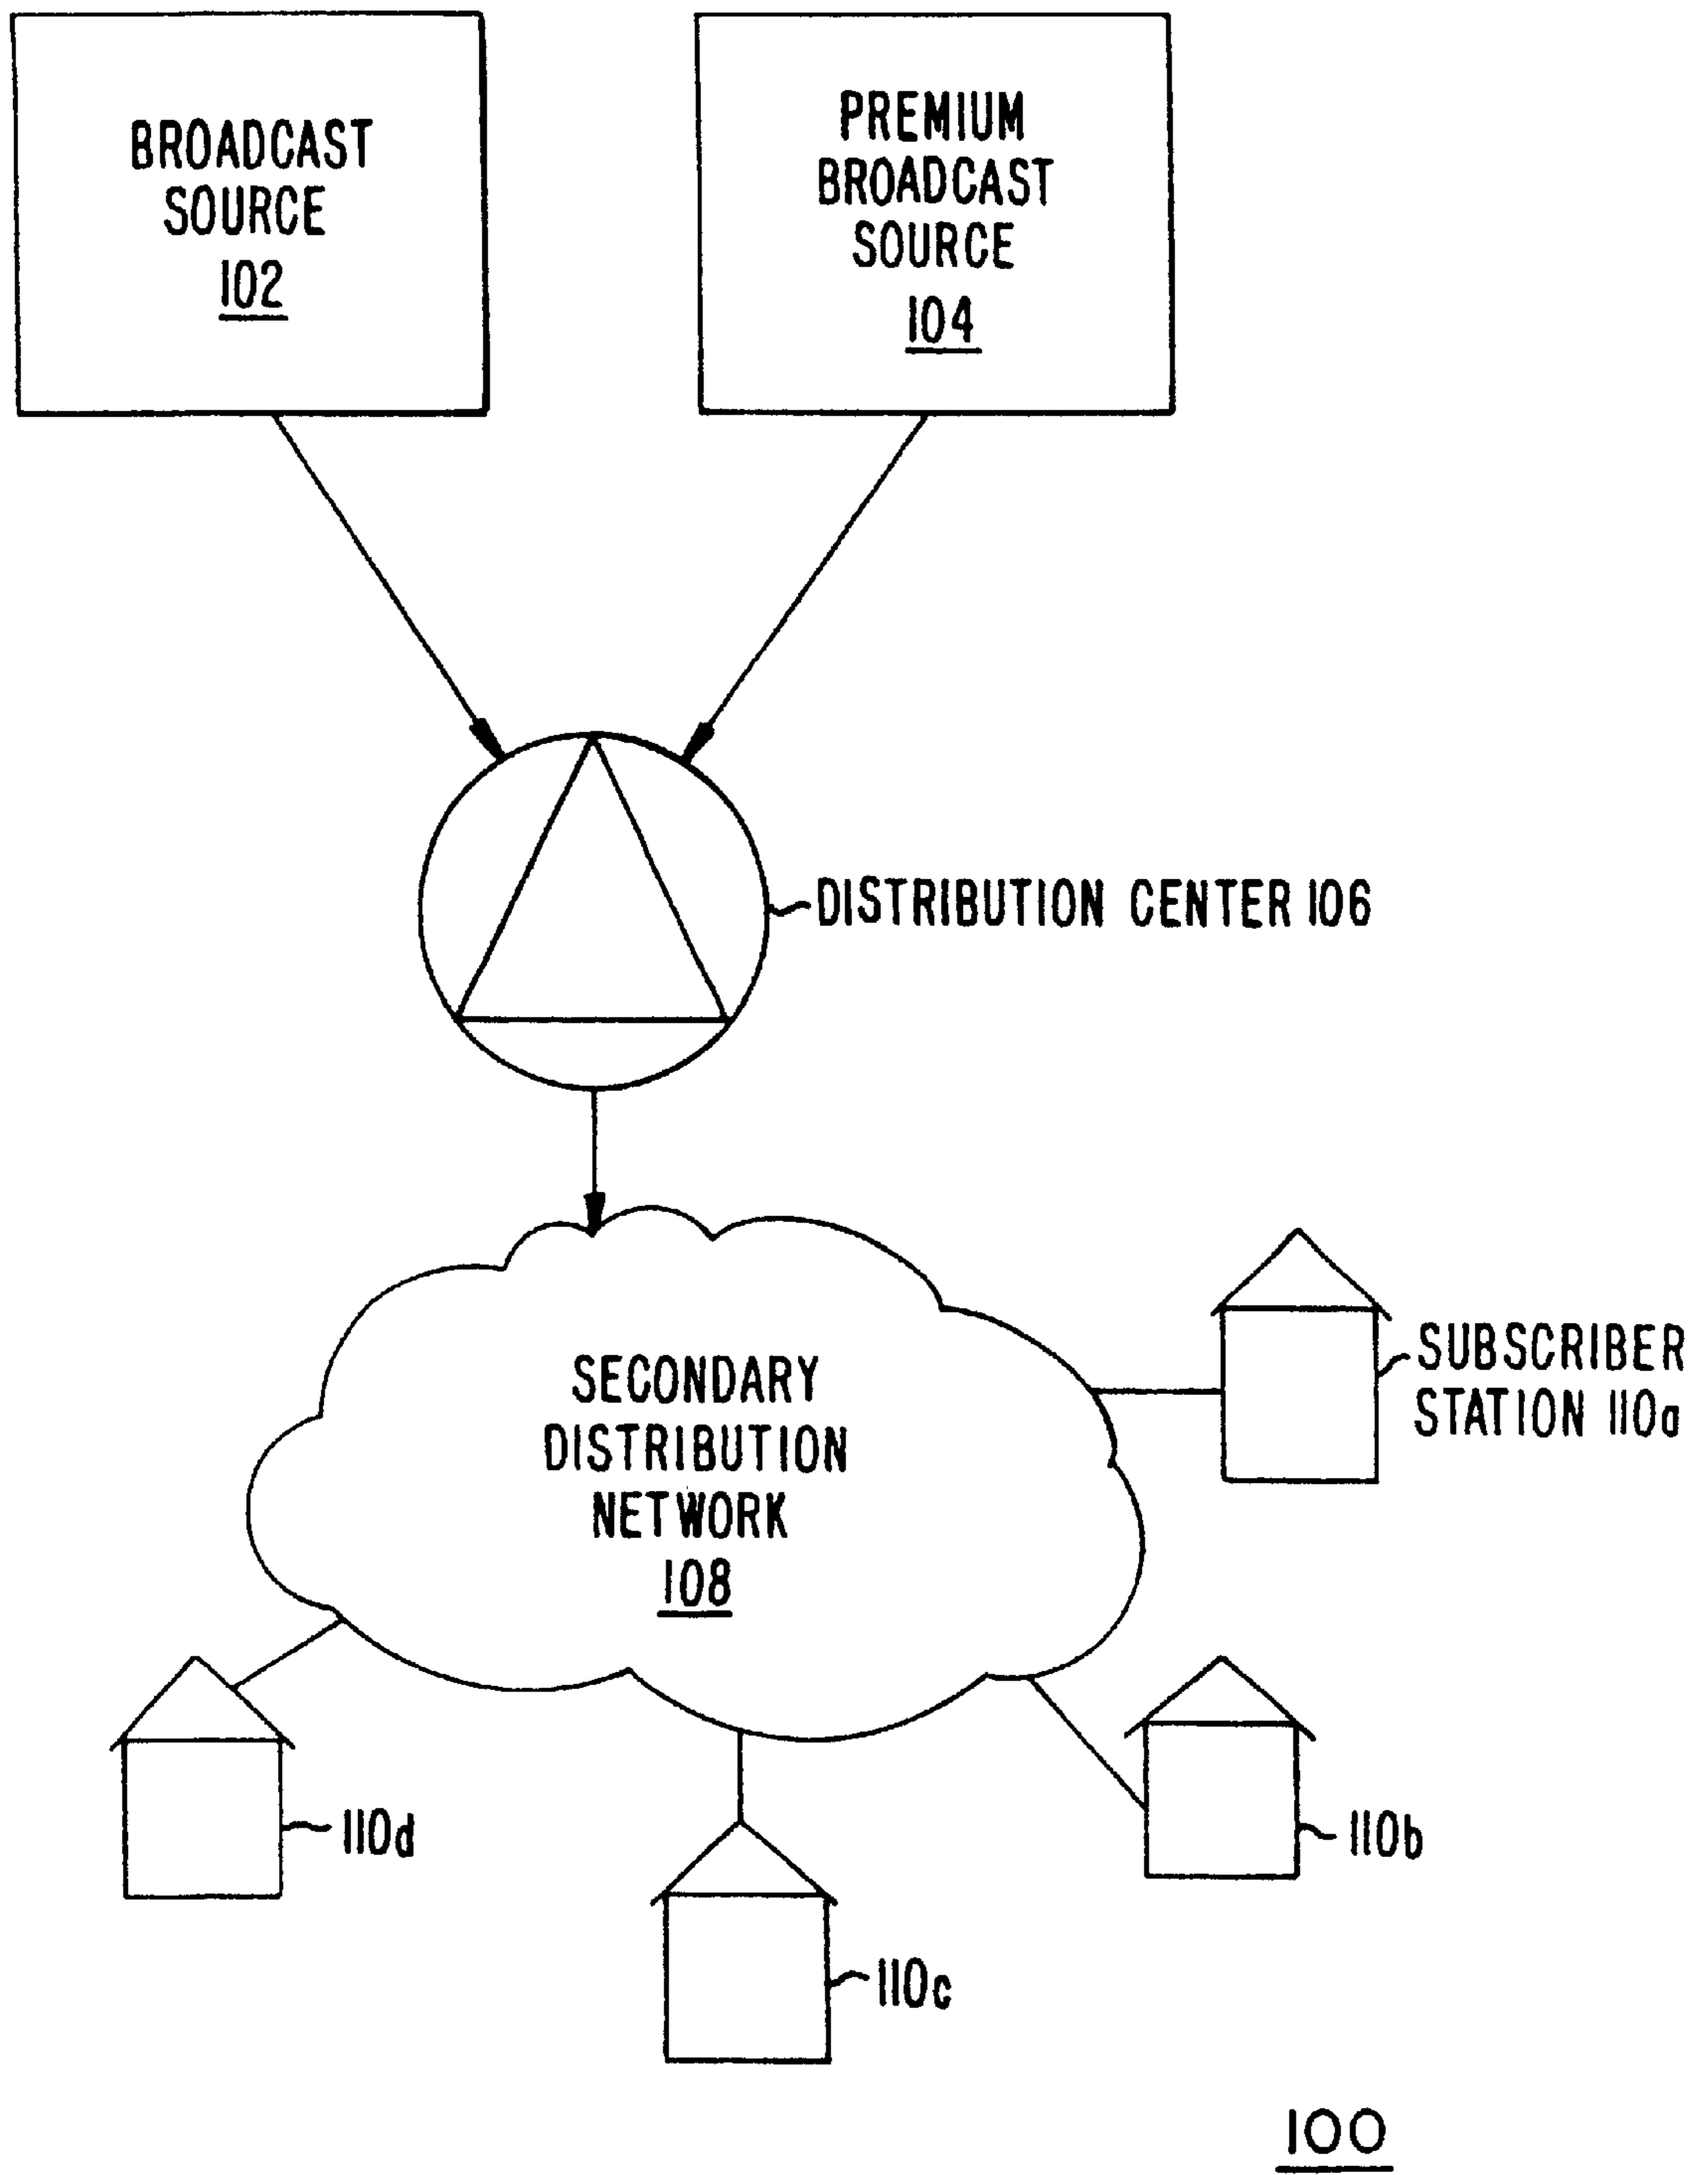 BROADCAST
SOURCE
102
PREMIUM
BROADCAST
SOURCE
104
DISTRIBUTION CENTER 106
SECONDARY
DISTRIBUTION
NETWORK
108
SUBSCRIBER
STATION 110a
110d
110b
110c
100